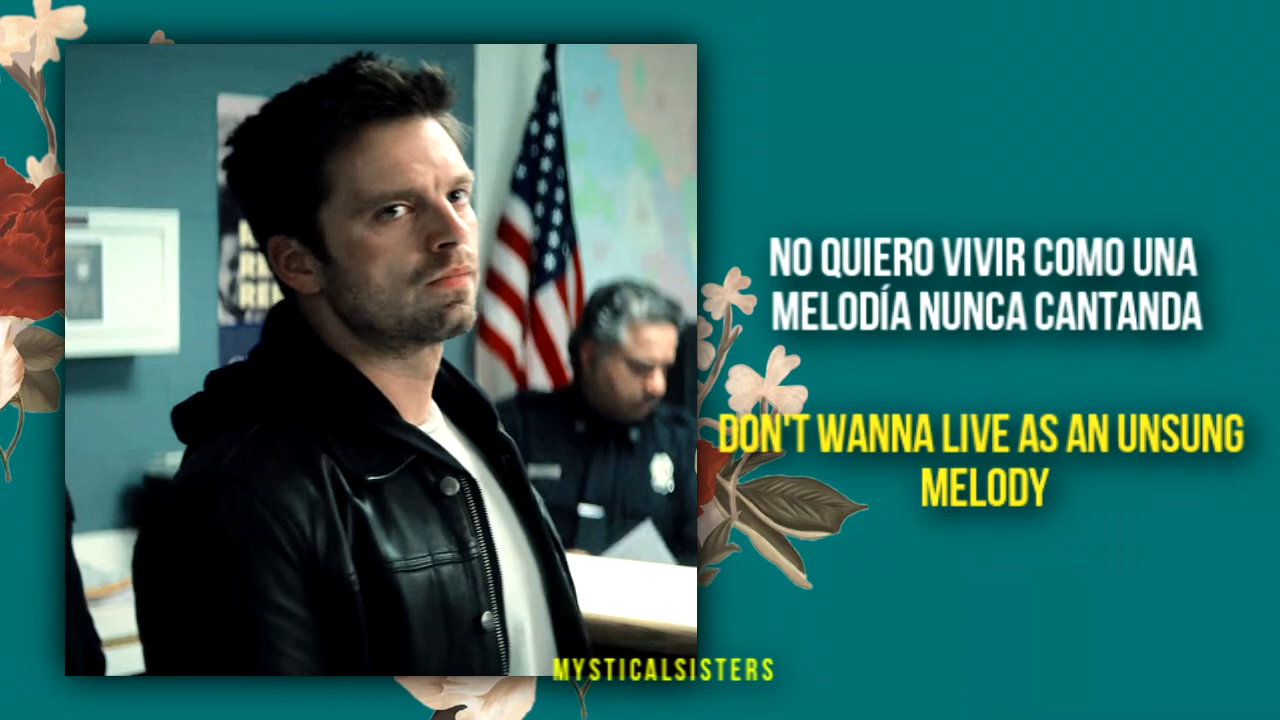 NO QUIERO VIVIR COMO UNA
MELODÍA NUNCA CANTANDA
DON'T WANNA LIVE AS AN UNSUNG
MELODY
MYSTICALSISTERS